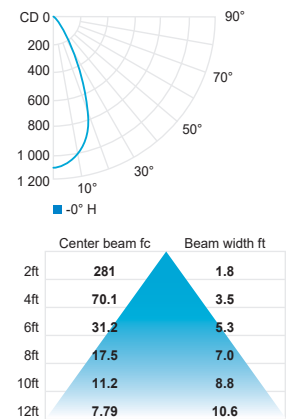 CD 0
90°
200
400
70°
600
800
50°
1 000
30°
1 200
10°
-0° H
Center beam fc Beam width ft
2ft 281 1.8
4ft 70.1 3.5
6ft 31.2 5.3
8ft 17.5 7.0
10ft 11.2 8.8
12ft 7.79 10.6